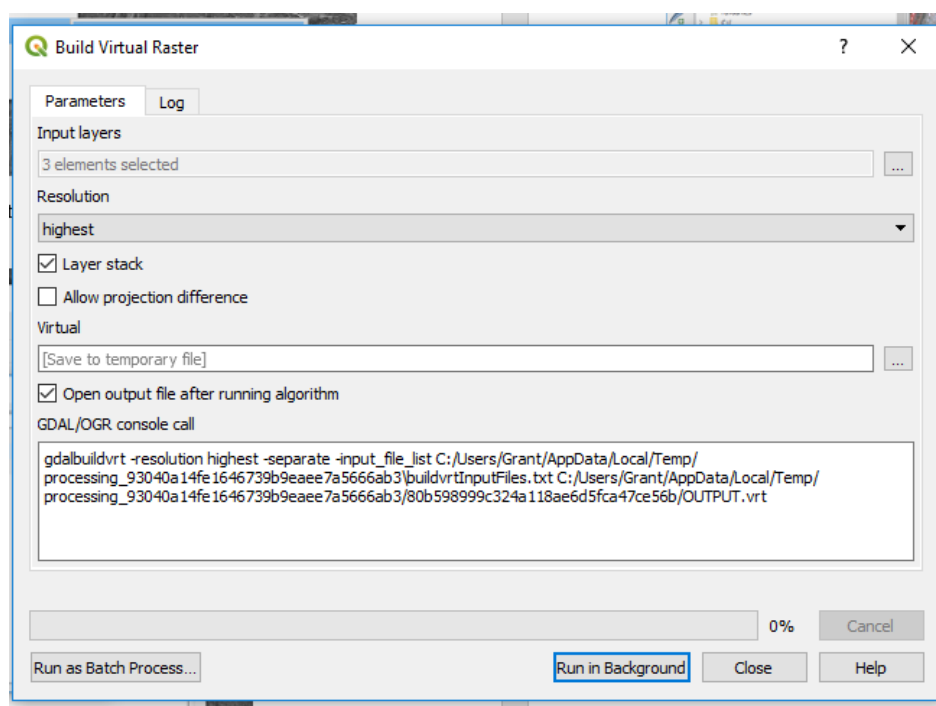 Build Virtual Raster
?
Parameters
Log
Input layers
3 elements selected
...
Resolution
highest
Layer stack
Allow projection difference
Virtual
[Save to temporary file]
...
Open output file after running algorithm
GDAL/OGR console call
gdalbuildvrt -resolution highest -separate -input_file_list C:/Users/Grant/AppData/Local/Temp/
processing_93040a14fe1646739b9eaee7a5666ab3\buildvrtInputFiles.txt C:/Users/Grant/AppData/Local/Temp/
processing_93040a14fe1646739b9eaee7a5666ab3/80b598999c324a118ae6d5fca47ce56b/OUTPUT.vrt
0%
Cancel
Run as Batch Process...
Run in Background
Close
Help